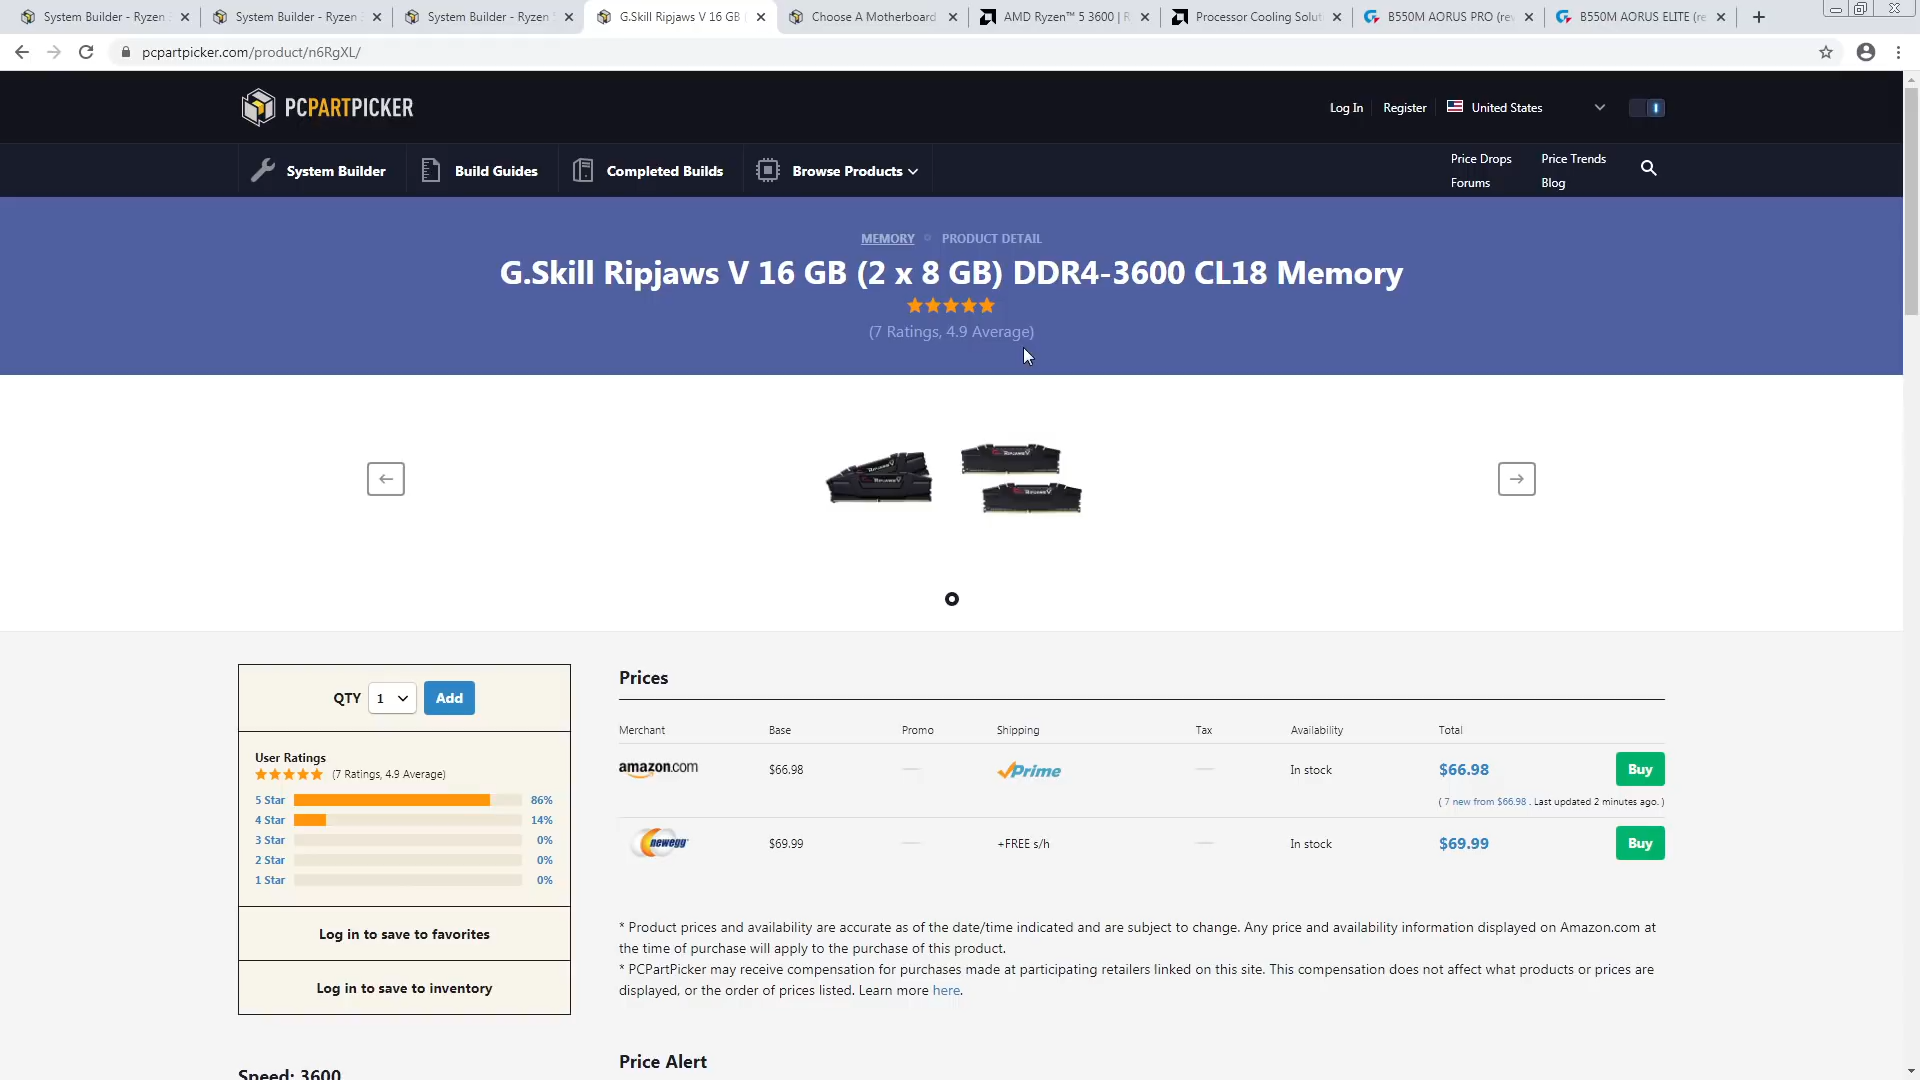 System Builder - Ryzen
System Builder - Ryzen
System Builder - Ryzen
G.Skill Ripjaws V 16 GB
Choose A Motherboard
AMD Ryzen™ 5 3600 | R
Processor Cooling Solut
B550M AORUS PRO (re
B550M AORUS ELITE (re
pcpartpicker.com/product/n6RgXL/
PCPARTPICKER
Log In
Register
United States
System Builder
Build Guides
Completed Builds
Browse Products
Price Drops
Price Trends
Forums
Blog
MEMORY
PRODUCT DETAIL
G.Skill Ripjaws V 16 GB (2 x 8 GB) DDR4-3600 CL18 Memory
(7 Ratings, 4.9 Average)
QTY 1 Add
User Ratings
(7 Ratings, 4.9 Average)
5 Star 86%
4 Star 14%
3 Star 0%
2 Star 0%
1 Star 0%
Log in to save to favorites
Log in to save to inventory
Speed: 3600
Prices
Merchant Base Promo Shipping Tax Availability Total
amazon.com $66.98 — Prime — In stock $66.98 Buy
( 7 new from $66.98 . Last updated 2 minutes ago. )
newegg $69.99 — +FREE s/h — In stock $69.99 Buy
* Product prices and availability are accurate as of the date/time indicated and are subject to change. Any price and availability information displayed on Amazon.com at
the time of purchase will apply to the purchase of this product.
* PCPartPicker may receive compensation for purchases made at participating retailers linked on this site. This compensation does not affect what products or prices are
displayed, or the order of prices listed. Learn more here.
Price Alert